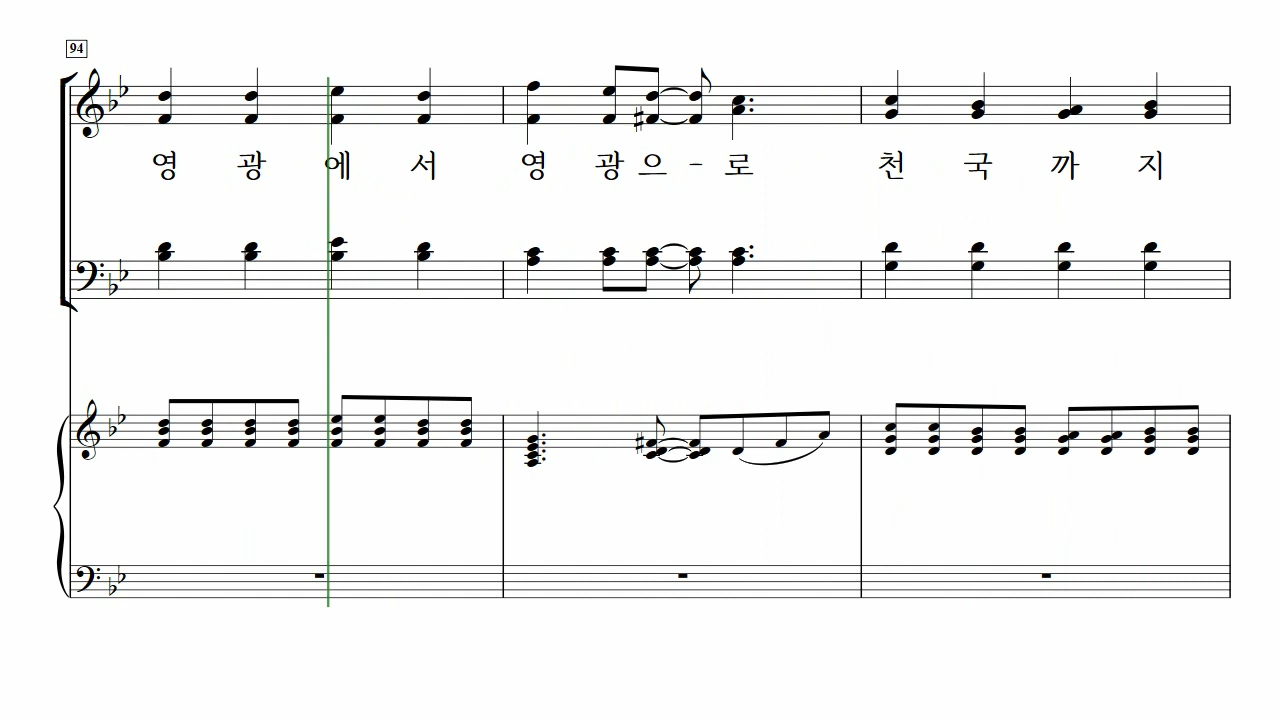 94
영 광 에 서 영 광 으 - 로 천 국 까 지